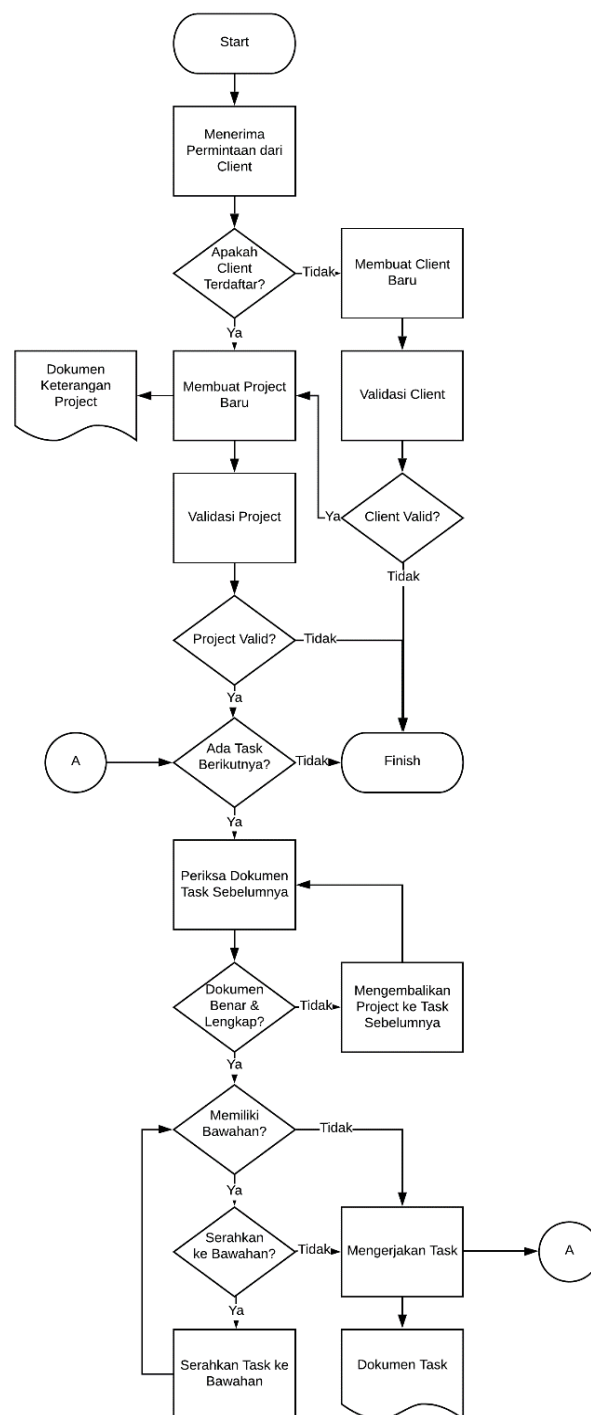 Start
Menerima
Permintaan dari
Client
Apakah
Client
Terdaftar?
Tidak
Membuat Client
Baru
Ya
Dokumen
Keterangan
Project
Membuat Project
Baru
Validasi Client
Validasi Project
Ya
Client Valid?
Tidak
Project Valid?
Tidak
Ya
A
Ada Task
Berikutnya?
Tidak
Finish
Ya
Periksa Dokumen
Task Sebelumnya
Dokumen
Benar &
Lengkap?
Tidak
Mengembalikan
Project ke Task
Sebelumnya
Ya
Memiliki
Bawahan?
Tidak
Ya
Serahkan
ke Bawahan?
Tidak
Mengerjakan Task
A
Ya
Serahkan Task ke
Bawahan
Dokumen Task